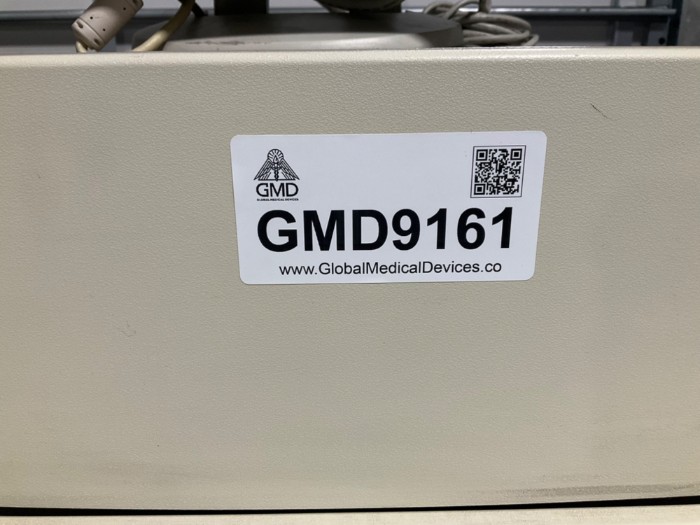 GMD
GLOBAL MEDICAL DEVICES
GMD9161
www.GlobalMedicalDevices.co